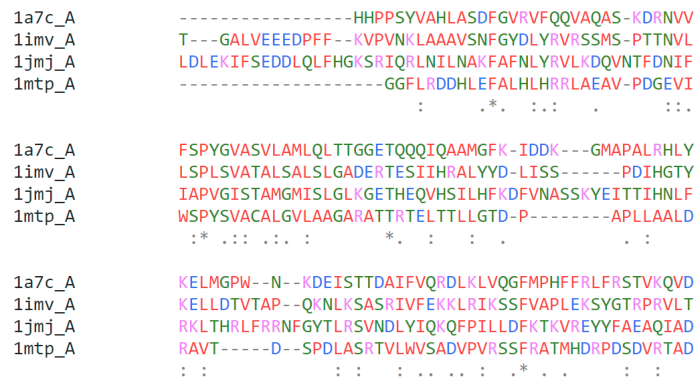 1a7c_A -----------------HHPPSYVAHLASDFGVRVFQQVAQAS-KDRNVV
1imv_A T---GALVEEEDPFF--KVPVNKLAAAVSNFGYDLYRVRSSMS-PTTNVL
1jmj_A LDLEKIFSEDDLQLFHGKSRIQRLNILNAKFAFNLYRVLKDQVNTFDNIF
1mtp_A --------------------GGFLRDDHLEFALHLHRRLAEAV-PDGEVI
: .*. :.: . ::.
1a7c_A FSPYGVASVLAMLQLTTGGETQQQIQAAMGFK-IDDK---GMAPALRHLY
1imv_A LSPLSVATALSALSLGADERTESIIHRALYYD-LISS------PDIHGTY
1jmj_A IAPVGISTAMGMISLGLKGETHEQVHSILHFKDFVNASSKYEITTIHNLF
1mtp_A WSPYSVACALGVLAAGARATTRTELTTLLGTD-P--------APLLAALD
:* .:: .:. : *. : : . . :
1a7c_A KELMGPW--N--KDEISTTDAIFVQRDLKLVQGFMPHFFRLFRSTVKQVD
1imv_A KELLDTVTAP--QKNLKSASRIVFEKKLRIKSSFVAPLEKSYGTRPRVLT
1jmj_A RKLTHRLFRRNFGYTLRSVNDLYIQKQFPILLDFKTKVREYYFAEAQIAD
1mtp_A RAVT-----D--SPDLASRTVLWVSADVPVRSSFRATMHDRPDSDVRTAD
: : : : : .. .. : .* . : :